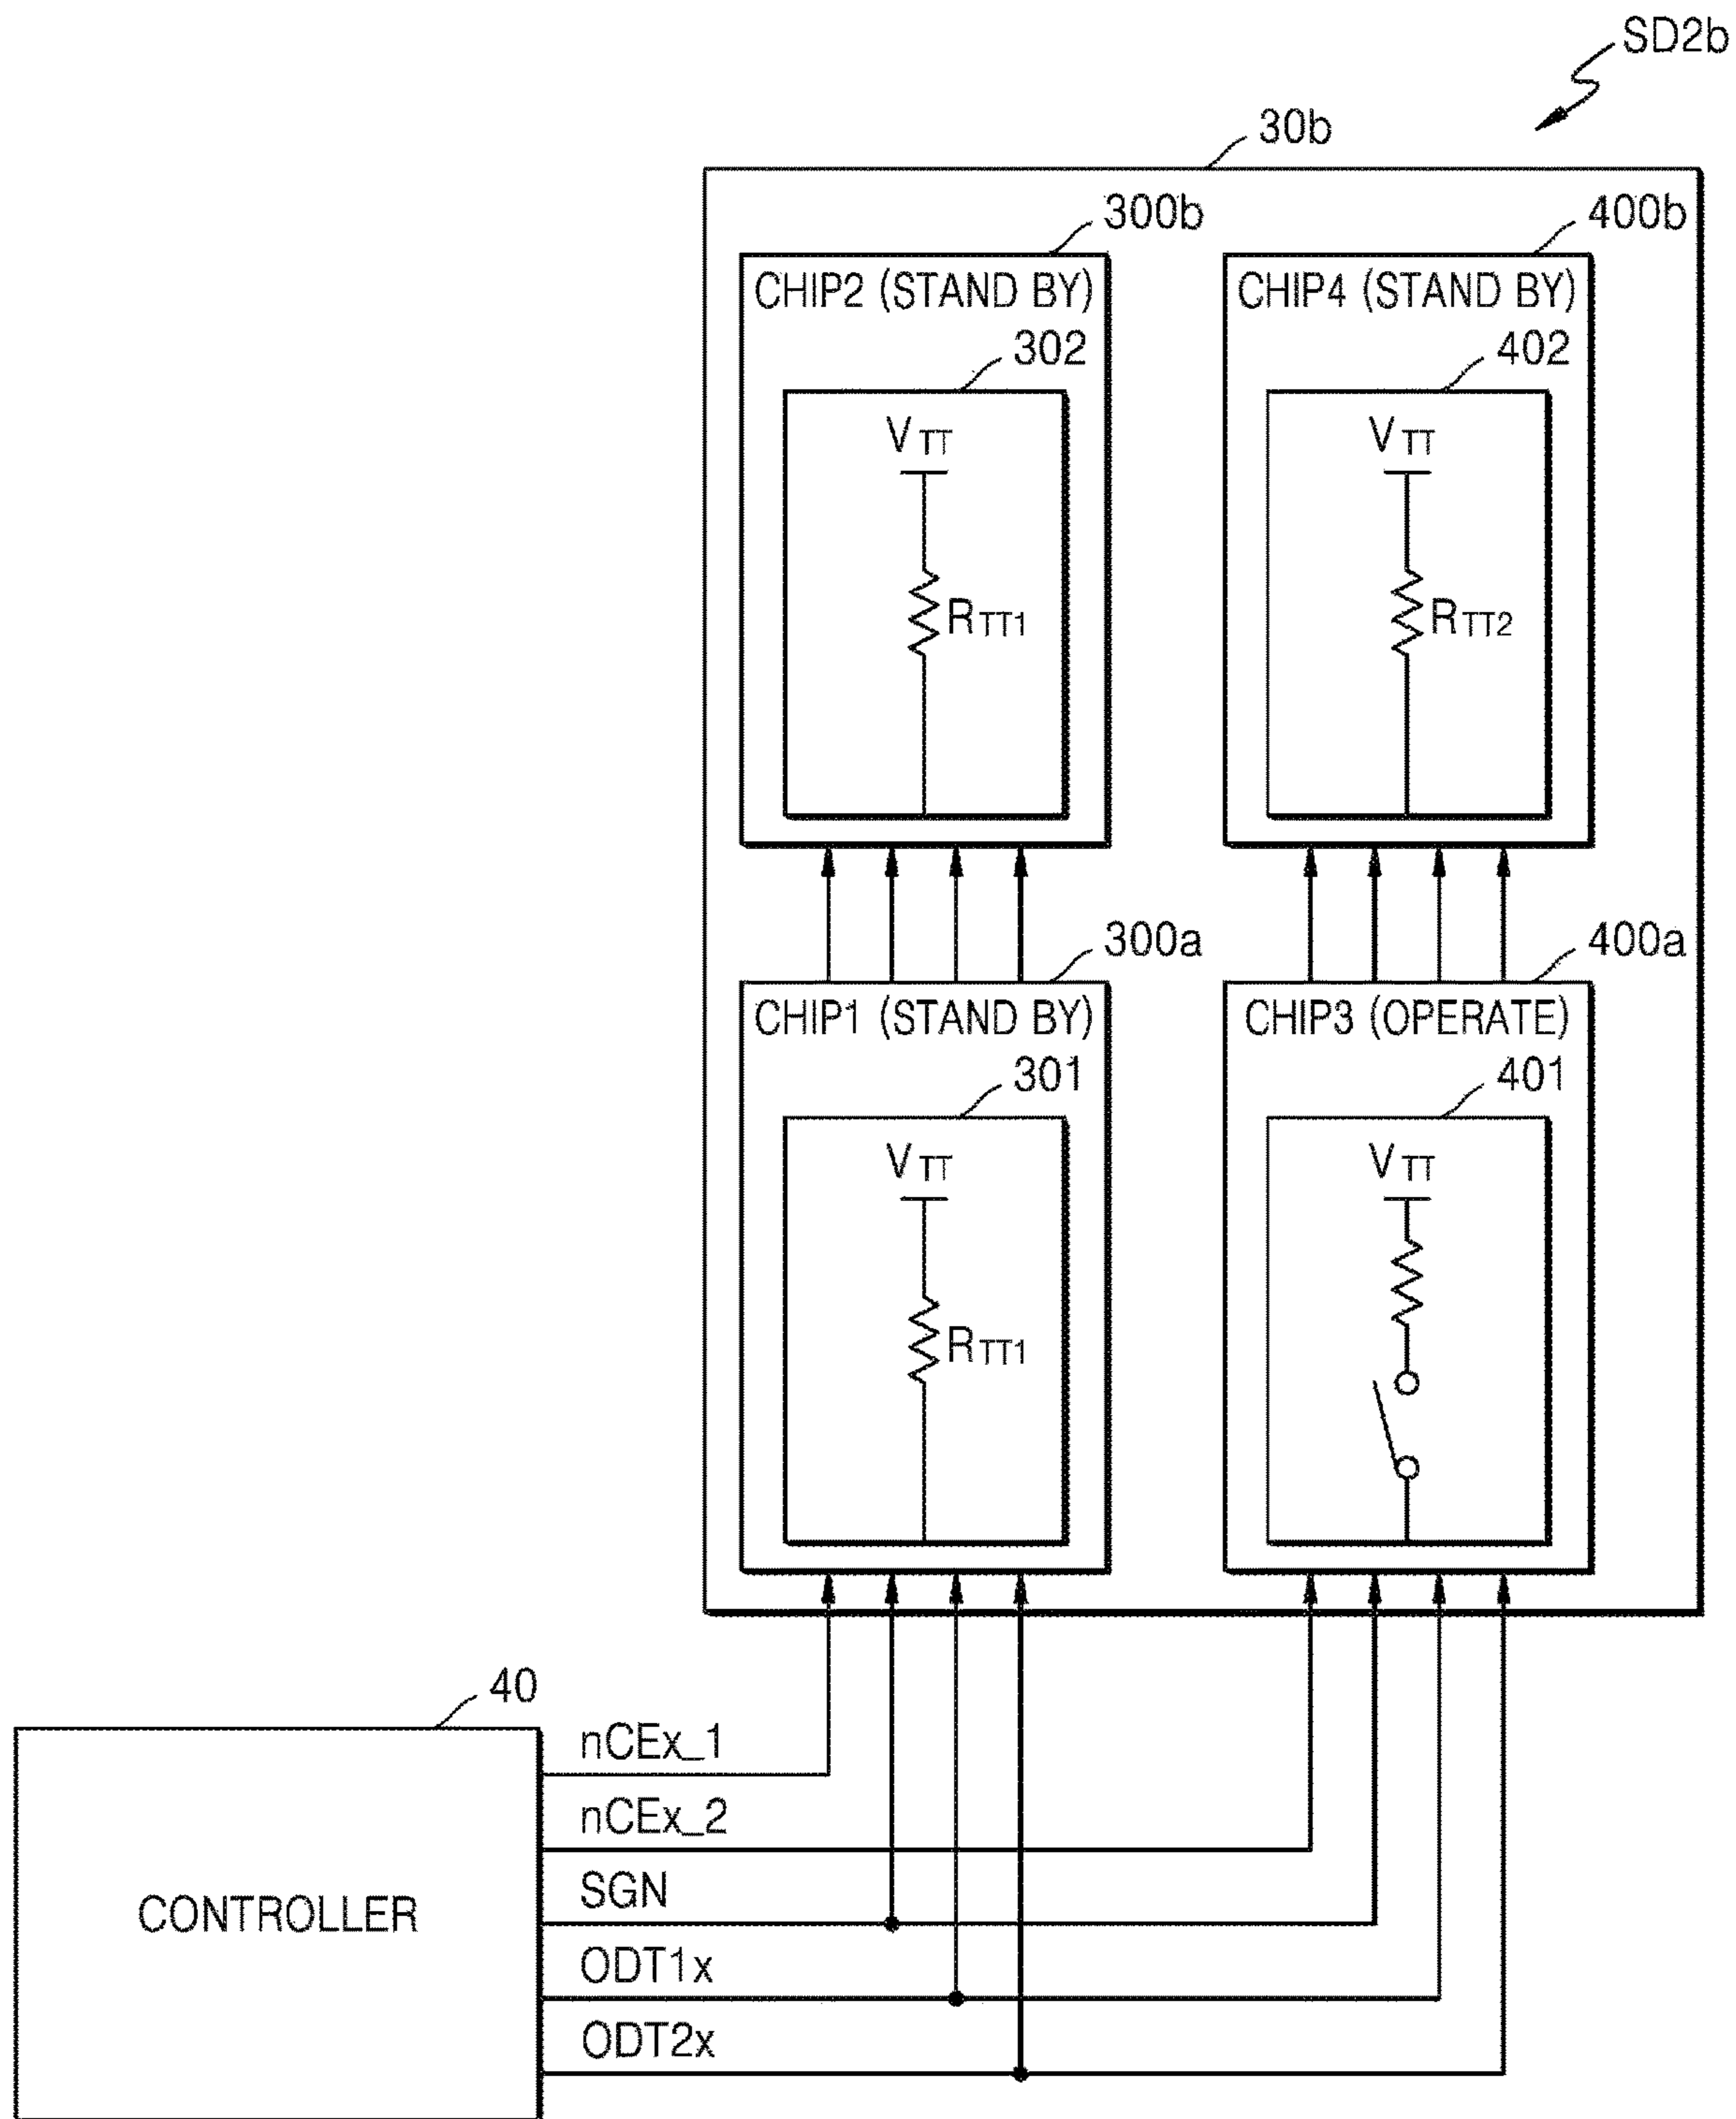 SD2b
30b
300b
400b
CHIP2 (STAND BY)
CHIP4 (STAND BY)
302
402
VTT
VTT
RTT1
RTT2
300a
400a
CHIP1 (STAND BY)
CHIP3 (OPERATE)
301
401
VTT
VTT
RTT1
40
nCEx_1
nCEx_2
SGN
CONTROLLER
ODT1x
ODT2x